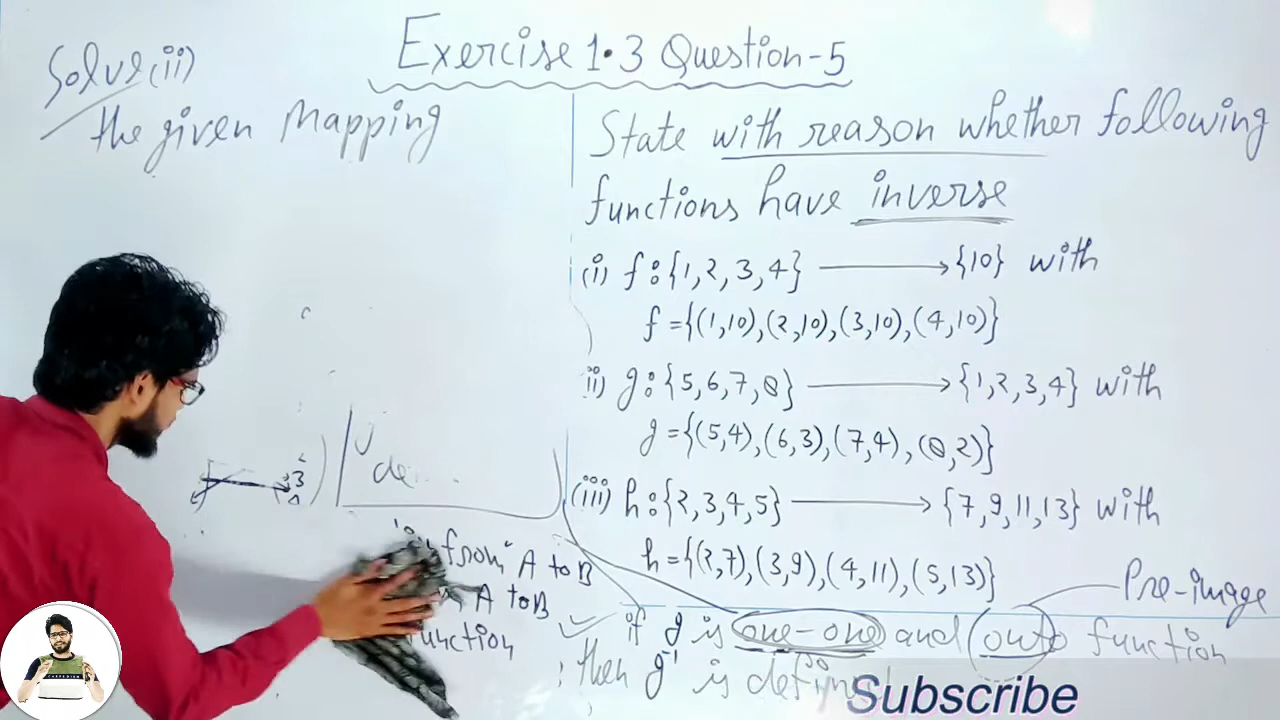 Exercise 1.3 Question-5
Solve(ii)
the given Mapping
State with reason whether following
functions have inverse
(i) f:{1,2,3,4} → {10} with
f={(1,10),(2,10),(3,10),(4,10)}
ii) g:{5,6,7,8} → {1,2,3,4} with
g={(5,4),(6,3),(7,4),(8,2)}
(iii) h:{2,3,4,5} → {7,9,11,13} with
h={(2,7),(3,9),(4,11),(5,13)}
from A to B
A to B
function
Pre-image
if g is one-one and onto function
then g⁻¹ is defined
Subscribe